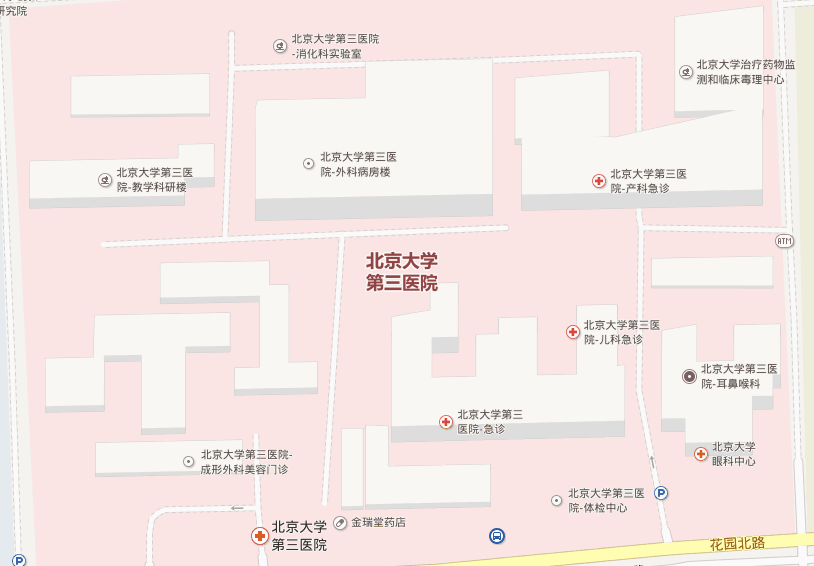 研究院
北京大学第三医院
-消化科实验室
北京大学治疗药物监
测和临床毒理中心
北京大学第三医
院-外科病房楼
北京大学第三医
院-教学科研楼
北京大学第三医
院-产科急诊
ATM
北京大学
第三医院
北京大学第三医
院-儿科急诊
北京大学第三医
院-耳鼻喉科
北京大学第三
医院-急诊
北京大学
眼科中心
北京大学第三医院-
成形外科美容门诊
北京大学第三医
院-体检中心
P
金瑞堂药店
北京大学
第三医院
花园北路
P